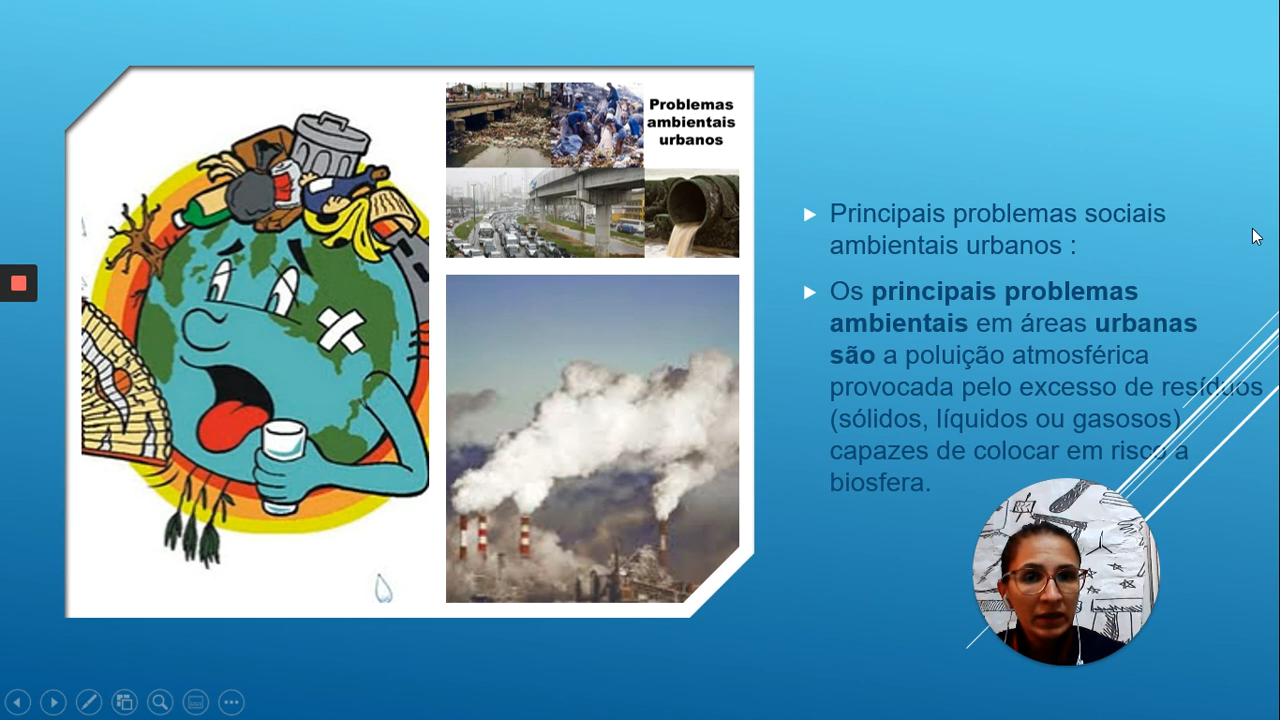 Problemas
ambientais
urbanos
Principais problemas sociais
ambientais urbanos :
Os principais problemas
ambientais em áreas urbanas
são a poluição atmosférica
provocada pelo excesso de resíduos
(sólidos, líquidos ou gasosos)
capazes de colocar em risco a
biosfera.